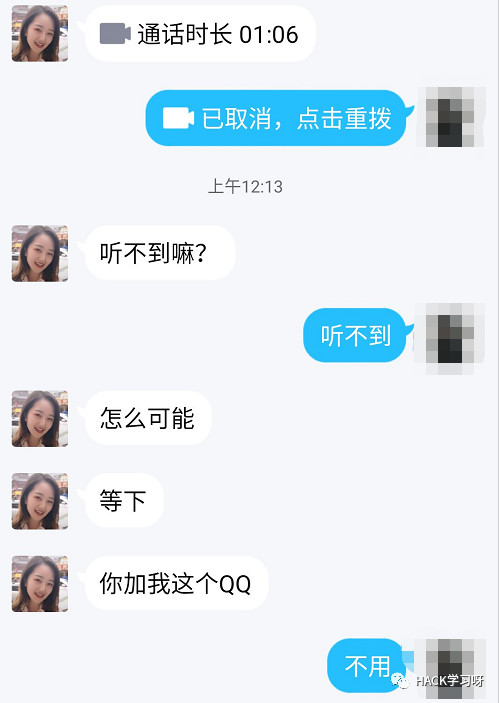 通话时长 01:06
已取消，点击重拨
上午12:13
听不到嘛？
听不到
怎么可能
等下
你加我这个QQ
不用
HACK学习呀